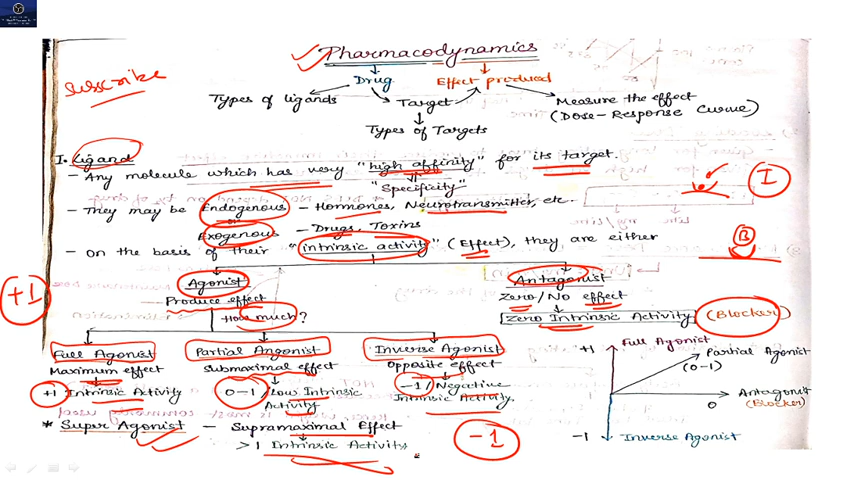 Pharmacodynamics
Subscribe
Drug Effect produced
Types of ligands Target Measure the effect
(Dose-Response Curve)
Types of Targets
I. Ligand
- Any molecule which has very "high affinity" for its target.
"Specificity"
I
- They may be Endogenous - Hormones, Neurotransmitter, etc.
or
Exogenous - Drugs, Toxins
B
- On the basis of their "intrinsic activity" (Effect), they are either
+1
Agonist Antagonist
Produce effect Zero/No effect
How much? Zero Intrinsic Activity (Blocker)
Full Agonist Partial Angonist Inverse Agonist
Maximum effect Submaximal effect Opposite effect
+1 Intrinsic Activity 0-1/Low Intrinsic Activity -1/Negative Intrinsic Activity
* Supra Agonist - Supramaximal Effect
>1 Intrinsic Activity
-1
+1 Full Agonist
Partial Agonist
(0-1)
Antagonist
0 (Blocker)
-1 Inverse Agonist